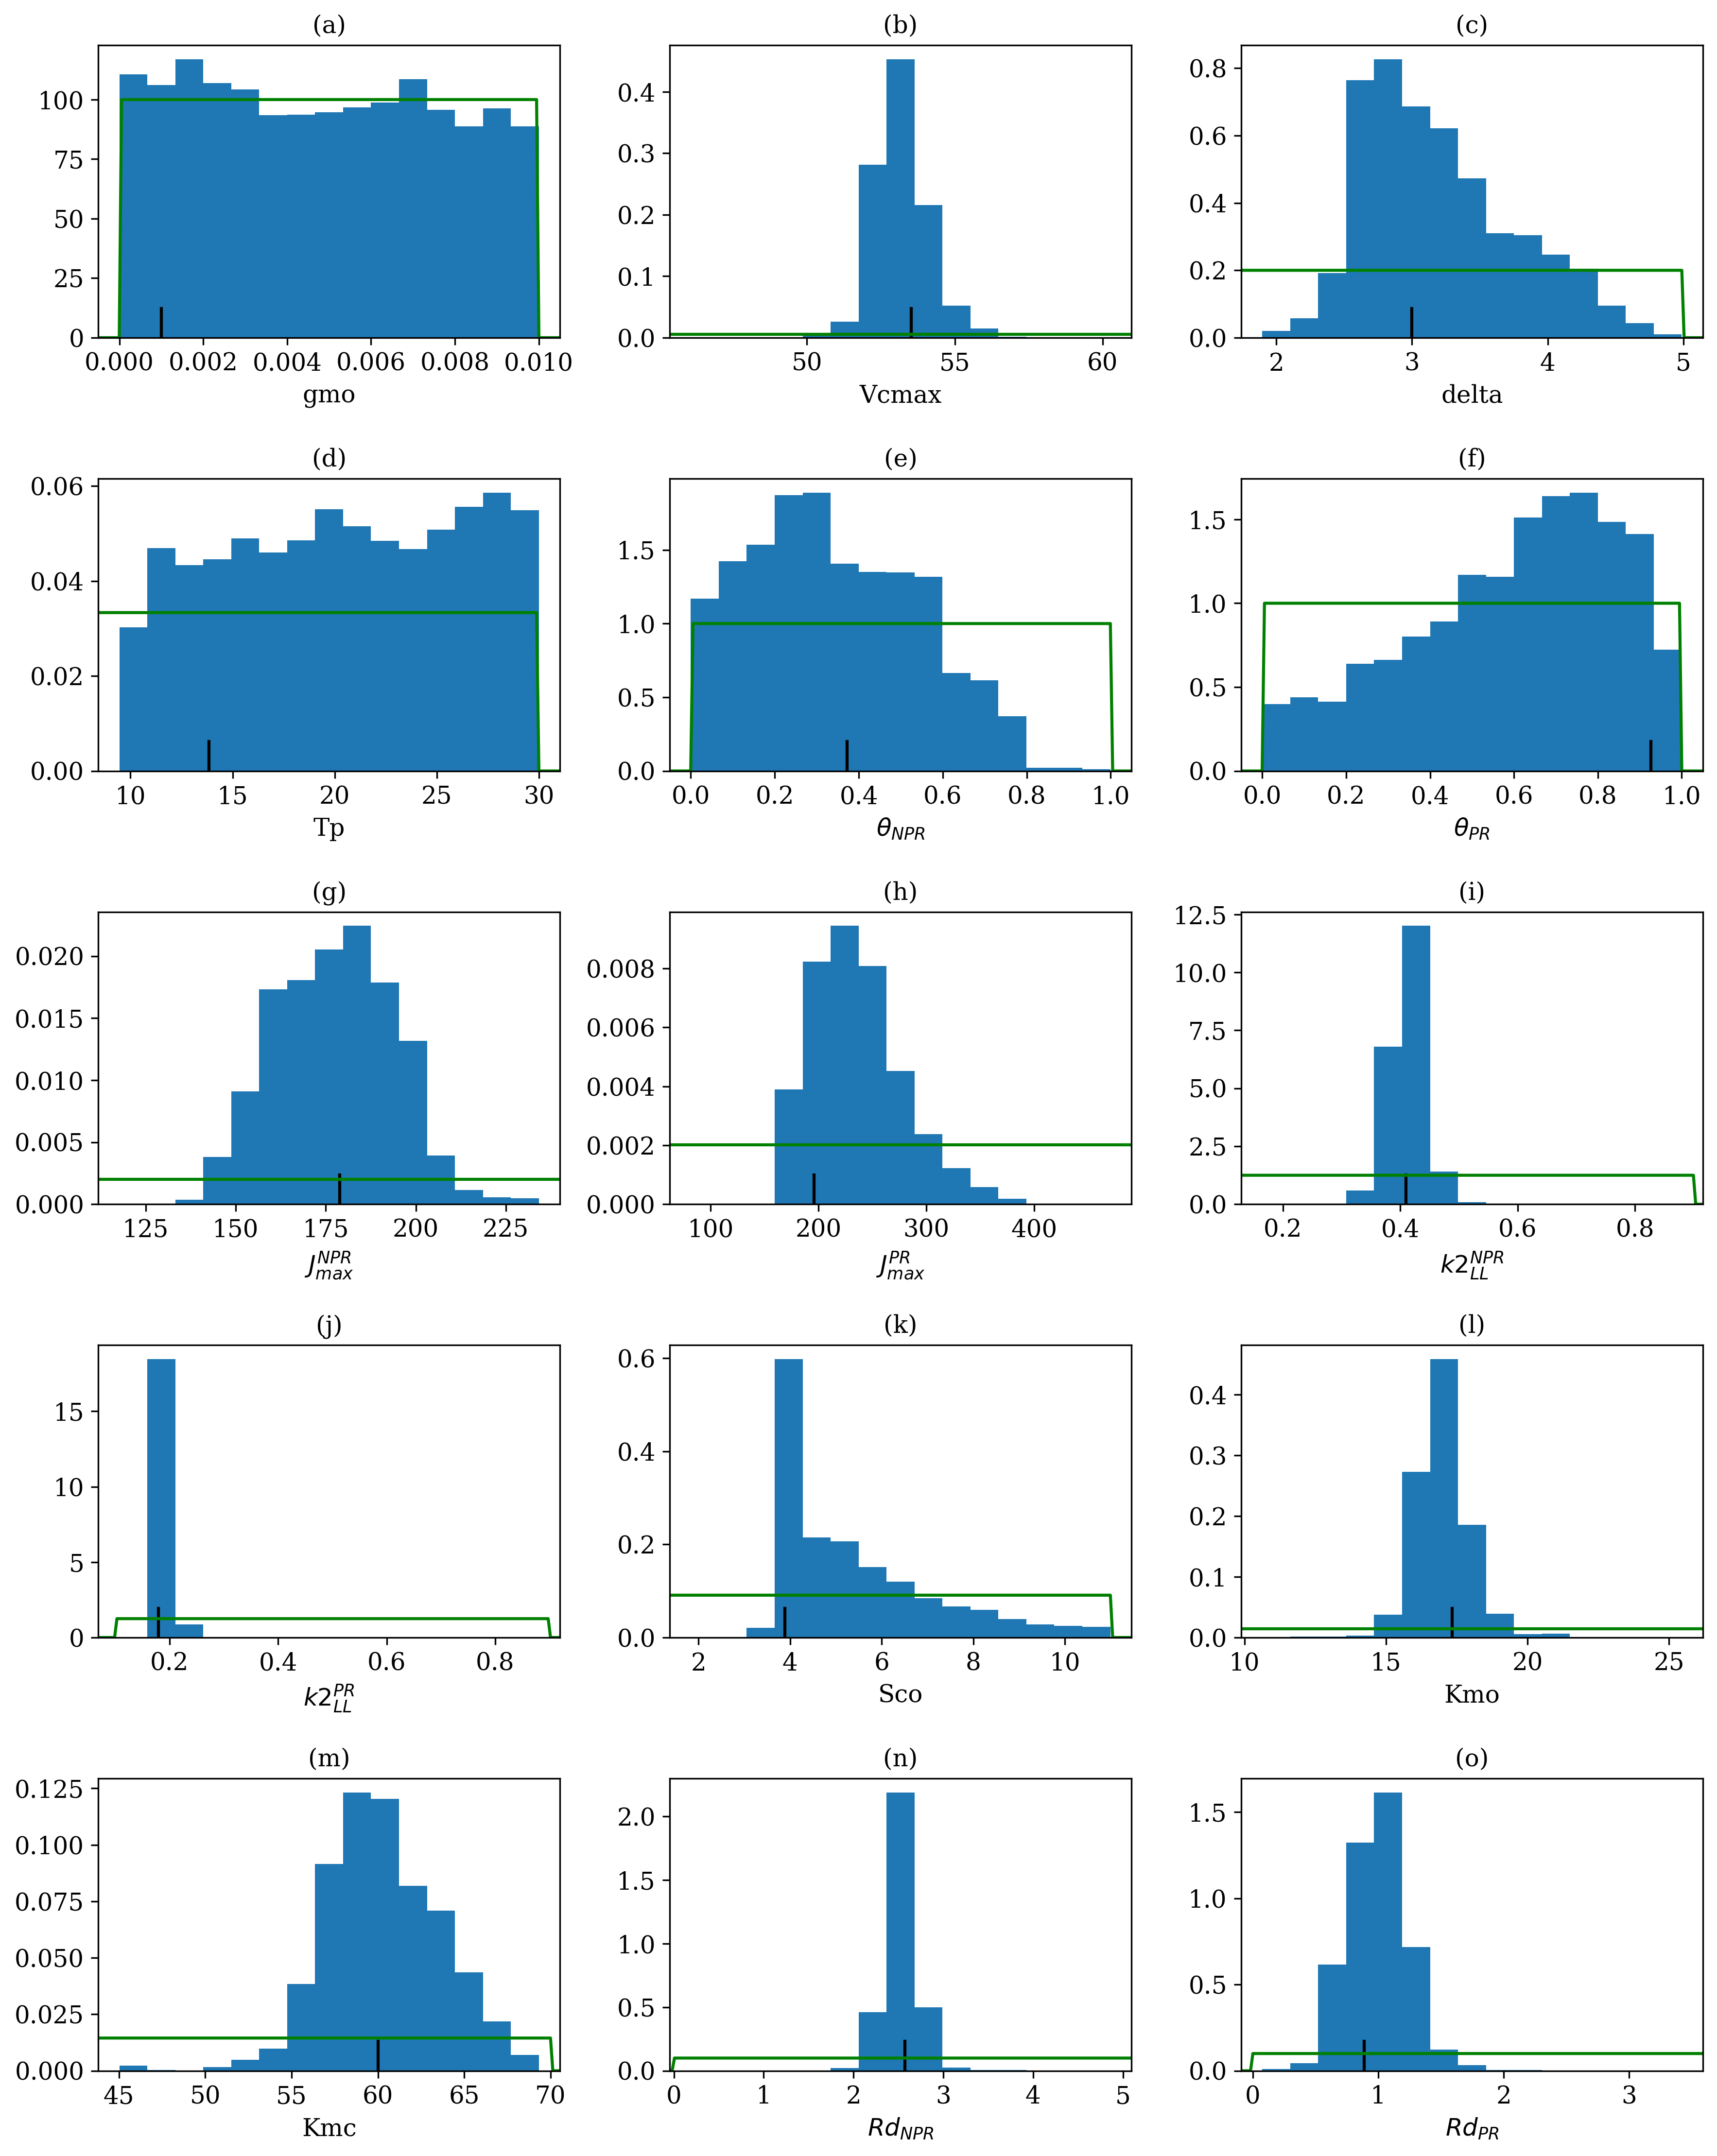 (a) (b) (c)
100
75
50
25
0
0.000 0.002 0.004 0.006 0.008 0.010
gmo
0.4
0.3
0.2
0.1
0.0
50 55 60
Vcmax
0.8
0.6
0.4
0.2
0.0
2 3 4 5
delta
(d) (e) (f)
0.06
0.04
0.02
0.00
10 15 20 25 30
Tp
1.5
1.0
0.5
0.0
0.0 0.2 0.4 0.6 0.8 1.0
θ_NPR
1.5
1.0
0.5
0.0
0.0 0.2 0.4 0.6 0.8 1.0
θ_PR
(g) (h) (i)
0.020
0.015
0.010
0.005
0.000
125 150 175 200 225
J_max^NPR
0.008
0.006
0.004
0.002
0.000
100 200 300 400
J_max^PR
12.5
10.0
7.5
5.0
2.5
0.0
0.2 0.4 0.6 0.8
k2_LL^NPR
(j) (k) (l)
15
10
5
0
0.2 0.4 0.6 0.8
k2_LL^PR
0.6
0.4
0.2
0.0
2 4 6 8 10
Sco
0.4
0.3
0.2
0.1
0.0
10 15 20 25
Kmo
(m) (n) (o)
0.125
0.100
0.075
0.050
0.025
0.000
45 50 55 60 65 70
Kmc
2.0
1.5
1.0
0.5
0.0
0 1 2 3 4 5
Rd_NPR
1.5
1.0
0.5
0.0
0 1 2 3
Rd_PR